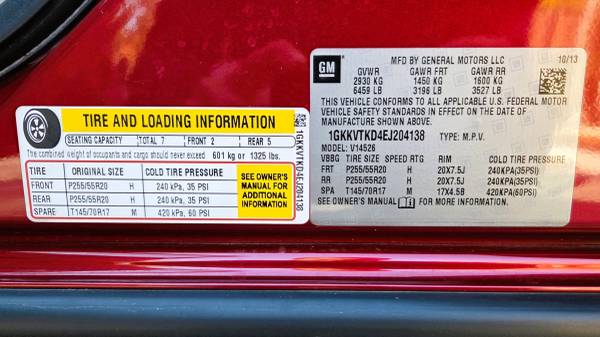 TIRE AND LOADING INFORMATION
SEATING CAPACITY TOTAL 7 FRONT 2 REAR 5
The combined weight of occupants and cargo should never exceed 601 kg or 1325 lbs.
TIRE ORIGINAL SIZE COLD TIRE PRESSURE
FRONT P255/55R20 H 240 kPa, 35 PSI
REAR P255/55R20 H 240 kPa, 35 PSI
SPARE T145/70R17 M 420 kPa, 60 PSI
SEE OWNER'S
MANUAL FOR
ADDITIONAL
INFORMATION
1GKKVTKD4EJ204138
GM
MFD BY GENERAL MOTORS LLC 10/13
GVWR GAWR FRT GAWR RR
2930 KG 1450 KG 1600 KG
6459 LB 3196 LB 3527 LB
THIS VEHICLE CONFORMS TO ALL APPLICABLE U.S. FEDERAL MOTOR
VEHICLE SAFETY STANDARDS IN EFFECT ON THE DATE OF
MANUFACTURE SHOWN ABOVE.
1GKKVTKD4EJ204138 TYPE: M.P.V.
MODEL: V14526
VBBG TIRE SIZE SPEED RTG RIM COLD TIRE PRESSURE
FRT P255/55R20 H 20X7.5J 240KPA(35PSI)
RR P255/55R20 H 20X7.5J 240KPA(35PSI)
SPA T145/70R17 M 17X4.5B 420KPA(60PSI)
SEE OWNER'S MANUAL FOR MORE INFORMATION.